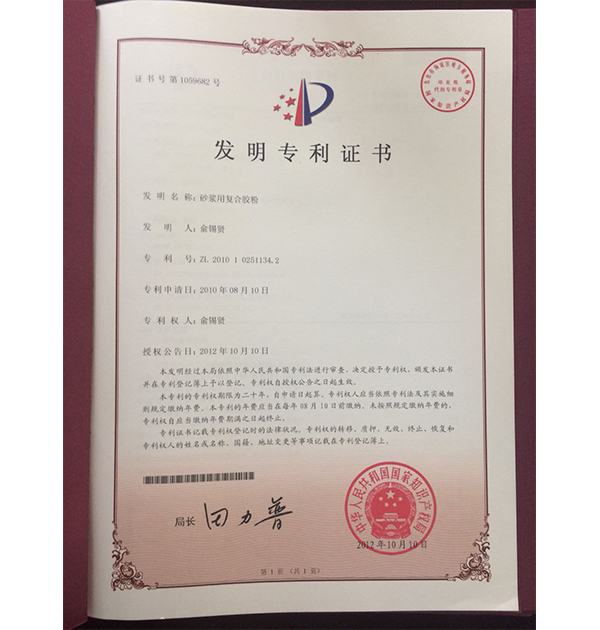 证书号第1059682号
发明专利证书
发 明 名 称：砂浆用复合胶粉
发 明 人：俞锡贤
专 利 号：ZL 2010 1 0251134.2
专利申请日：2010年08月10日
专 利 权 人：俞锡贤
授权公告日：2012年10月10日
本发明经过本局依照中华人民共和国专利法进行审查，决定授予专利权，颁发本证书
并在专利登记簿上予以登记。专利权自授权公告之日起生效。
本专利的专利权期限为二十年，自申请日起算。专利权人应当依照专利法及其实施细
则规定缴纳年费。本专利的年费应当在每年08月10日前缴纳。未按照规定缴纳年费的，
专利权自应当缴纳年费期满之日起终止。
专利证书记载专利权登记时的法律状况。专利权的转移、质押、无效、终止、恢复和
专利权人的姓名或名称、国籍、地址变更等事项记载在专利登记簿上。
局长 田力普
中华人民共和国国家知识产权局
2012年10月10日
第1页（共1页）